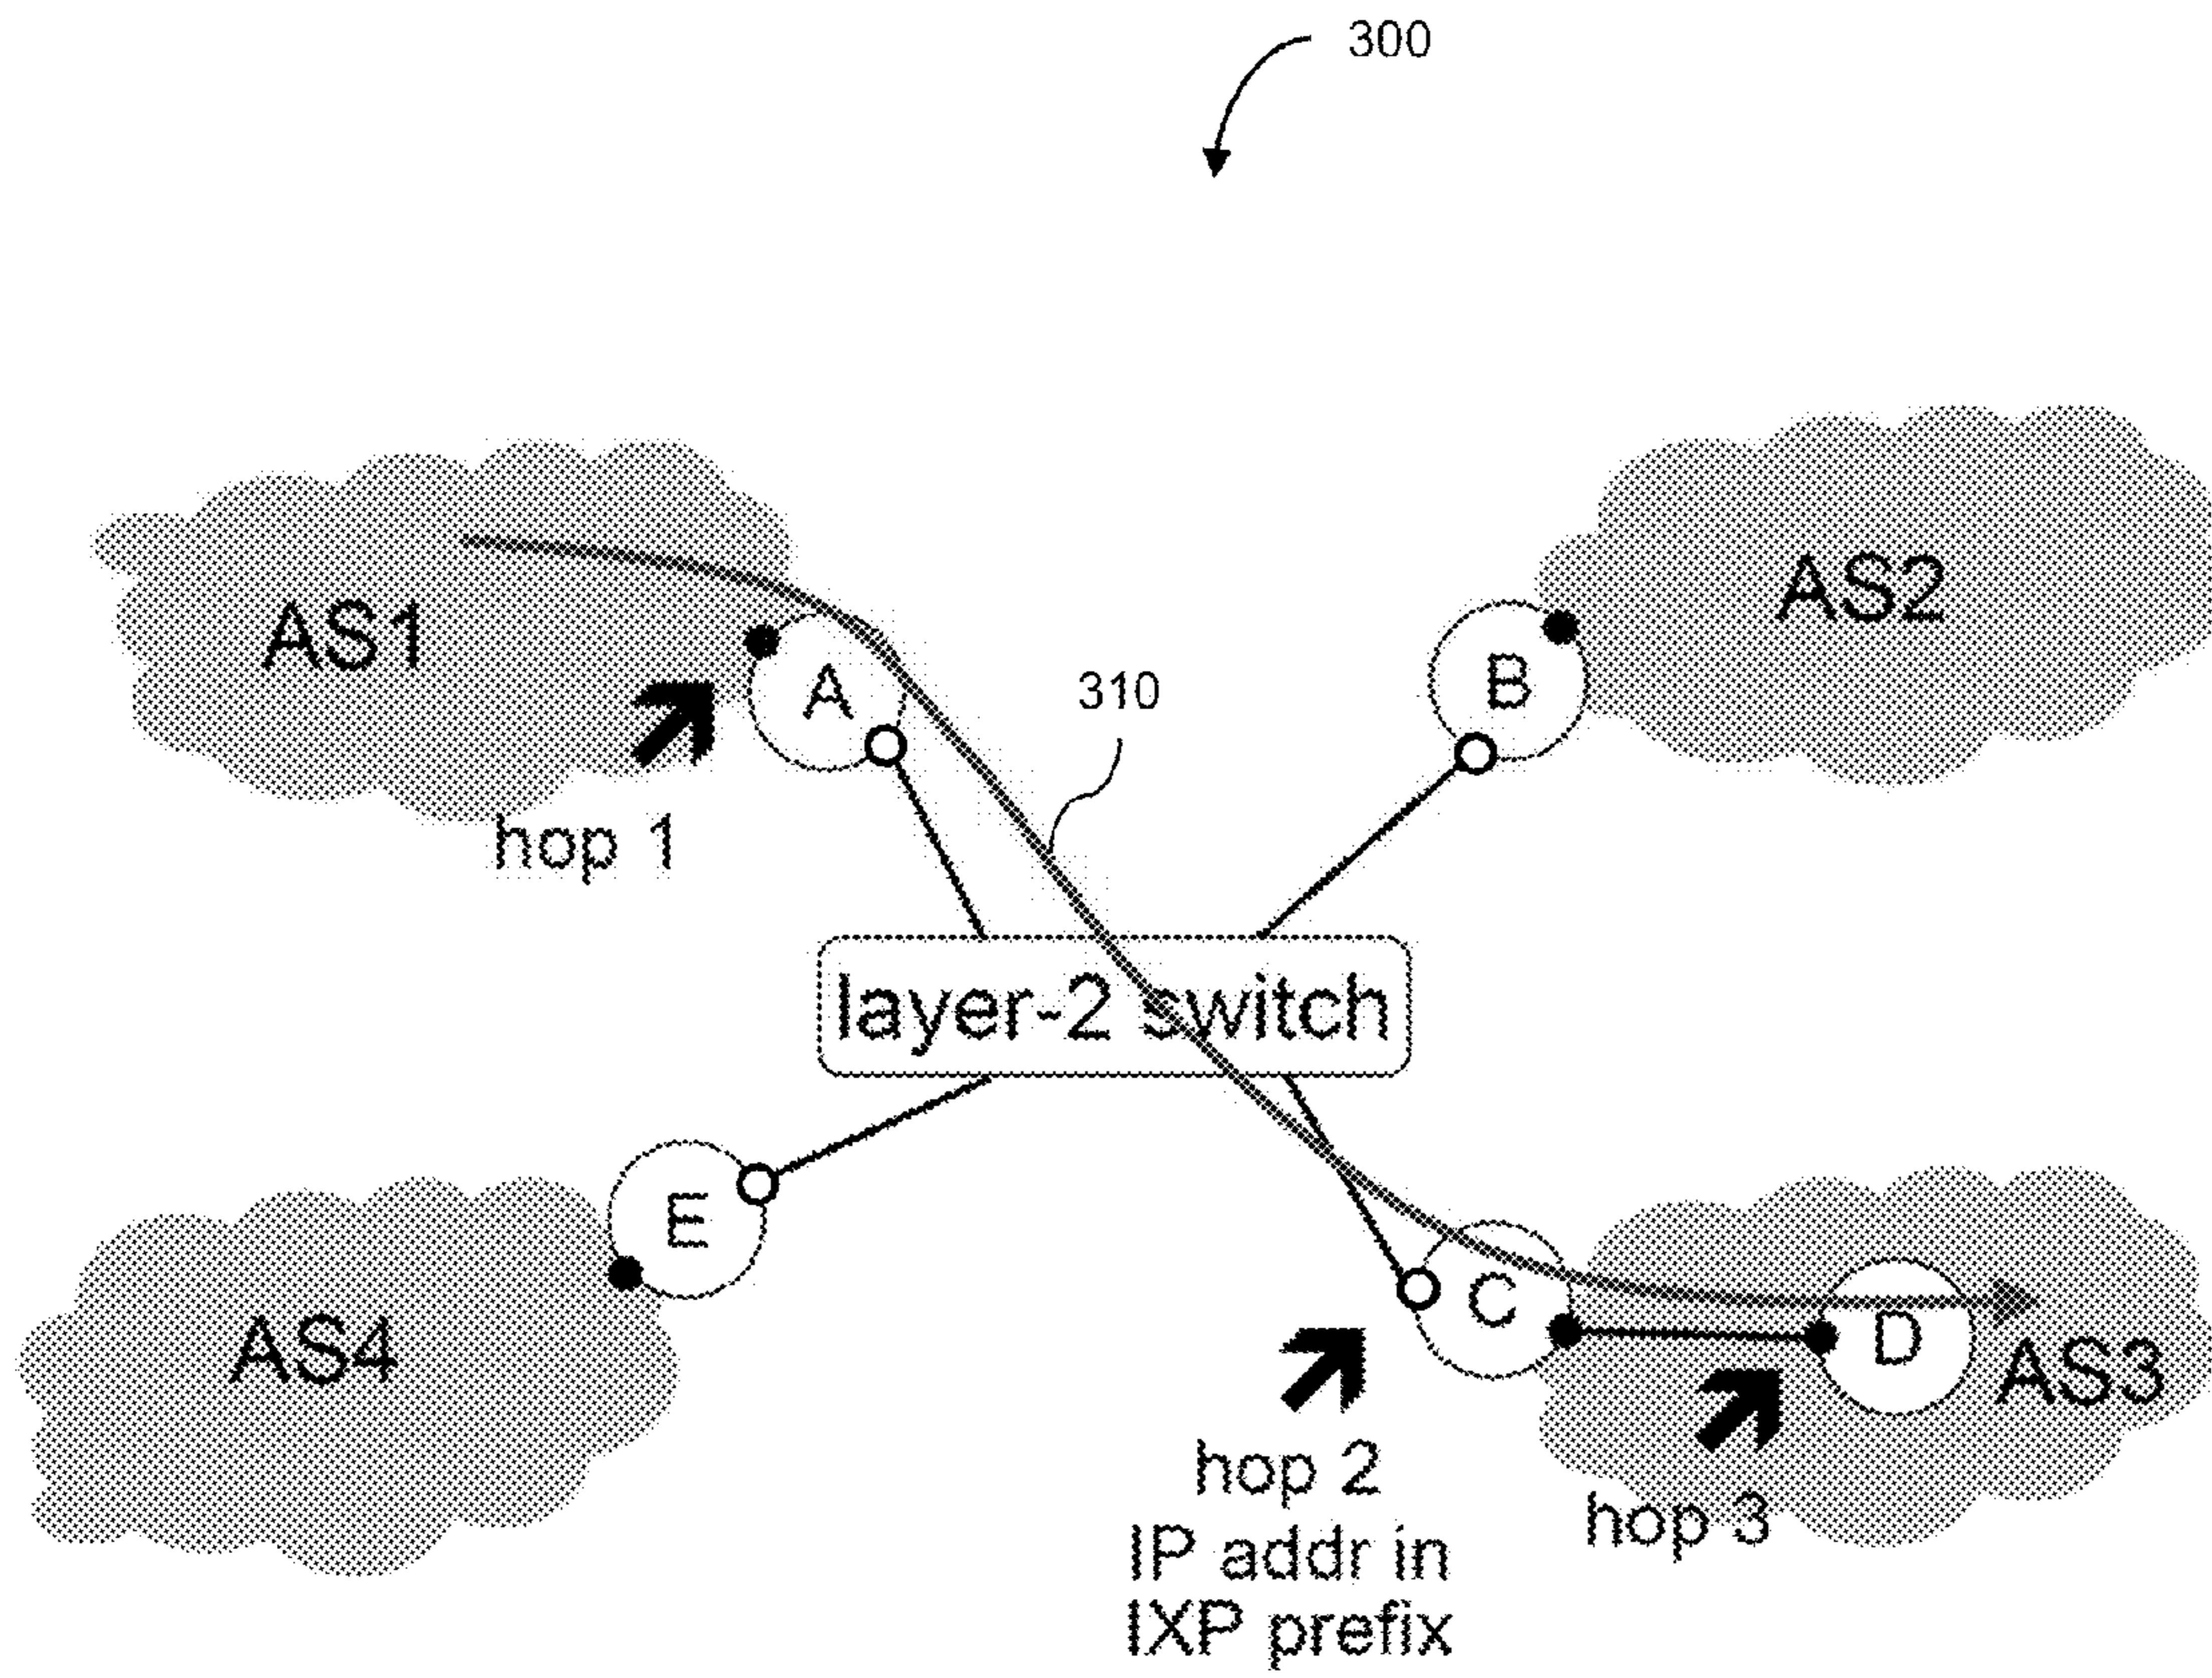 300
AS1
AS2
A
B
310
hop 1
layer-2 switch
E
C
D
AS4
AS3
hop 2
IP addr in
IXP prefix
hop 3